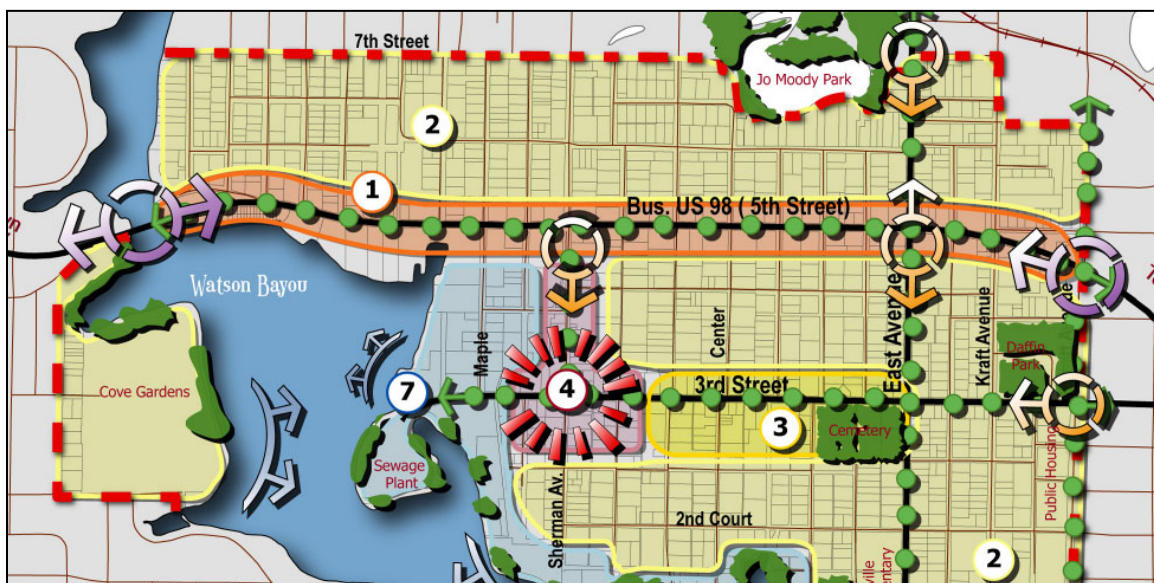 7th Street
Jo Moody Park
2
1
Bus. US 98 ( 5th Street)
Watson Bayou
Maple
Center
East Avenue
Kraft Avenue
Daffin
Park
Cove Gardens
7
4
3rd Street
3
Cemetery
Sewage
Plant
Sherman Av.
2nd Court
Public Housing
2